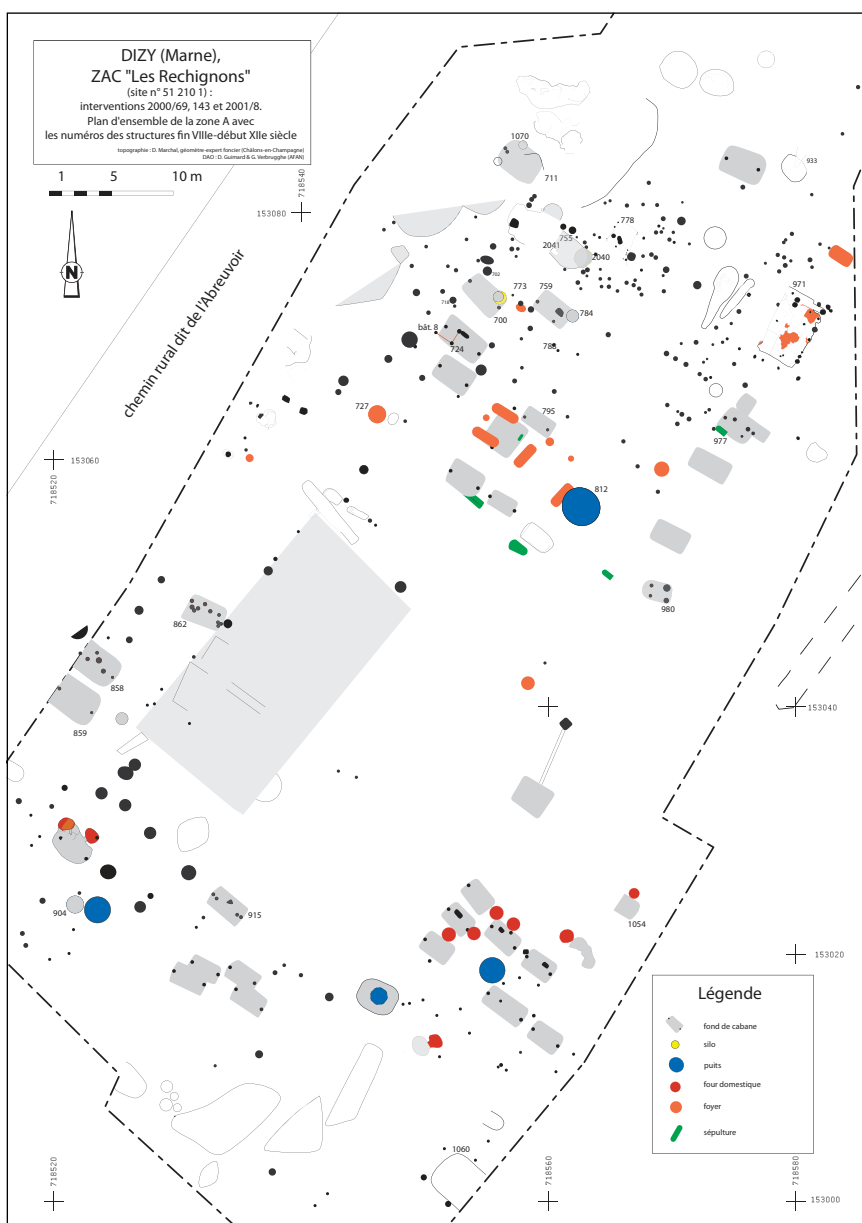 DIZY (Marne),
ZAC "Les Rechignons"
(site n° 51 210 1) :
interventions 2000/69, 143 et 2001/8.
Plan d'ensemble de la zone A avec
les numéros des structures fin VIIIe-début XIIe siècle
topographie : D. Marchal, géomètre-expert foncier (Châlons-en-Champagne)
DAO : D. Guimard & G. Verbrugghe (AFAN)
1 5 10 m
N
718540
153080
chemin rural dit de l'Abreuvoir
1070
711
933
778
755
2041
2040
971
702
773
759
718
700
784
bât. 8
724
788
727
795
977
153060
718520
812
980
862
858
859
153040
904
915
1054
153020
1060
718520
718560
718580
153000
Légende
fond de cabane
silo
puits
four domestique
foyer
sépulture